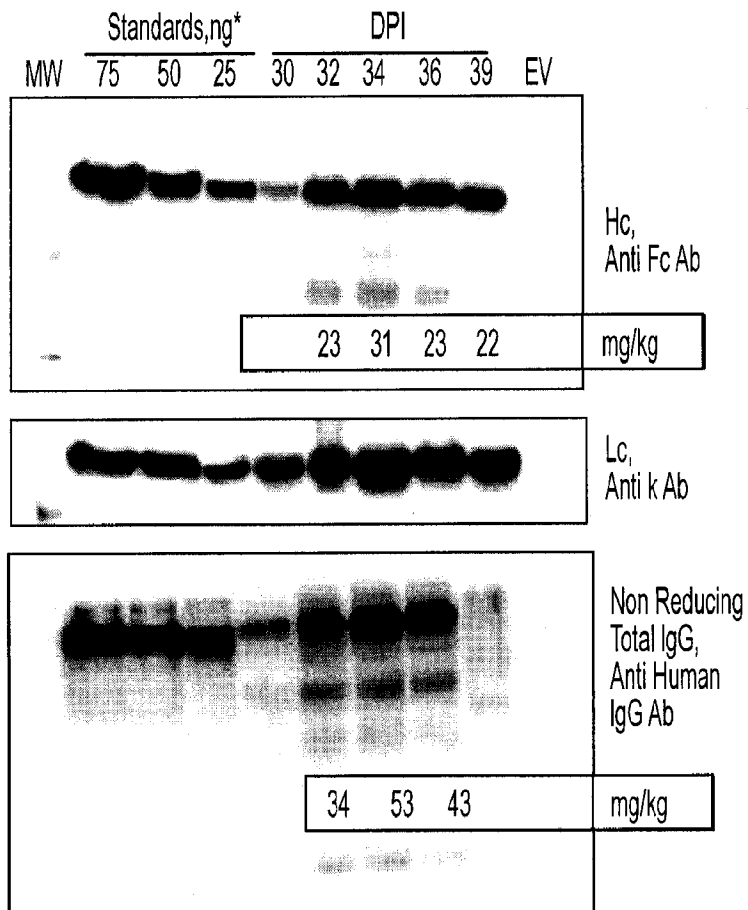 Standards,ng* DPI
MW 75 50 25 30 32 34 36 39 EV
Hc,
Anti Fc Ab
23 31 23 22 mg/kg
Lc,
Anti k Ab
Non Reducing
Total IgG,
Anti Human
IgG Ab
34 53 43 mg/kg